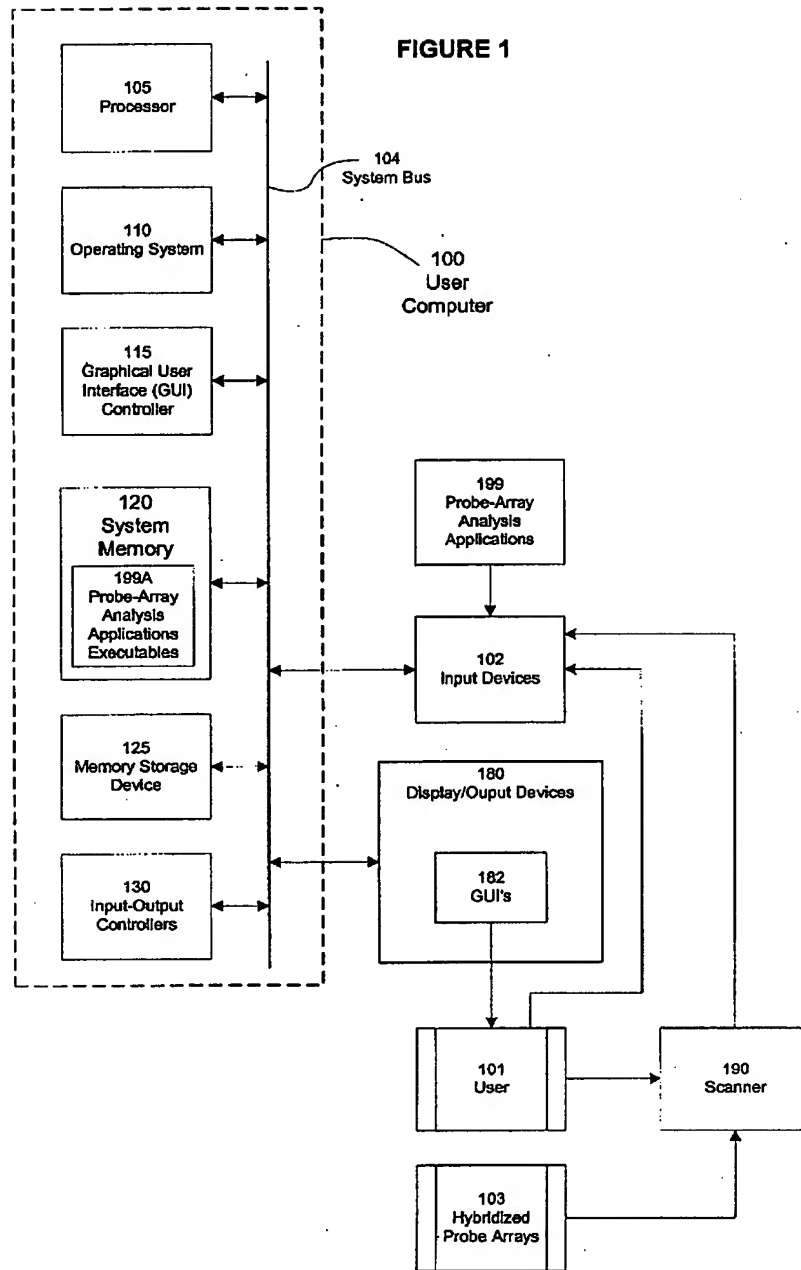 FIGURE 1
105
Processor
104
System Bus
110
Operating System
100
User
Computer
115
Graphical User
Interface (GUI)
Controller
120
System
Memory
199A
Probe-Array
Analysis
Applications
Executables
199
Probe-Array
Analysis
Applications
102
Input Devices
125
Memory Storage
Device
180
Display/Ouput Devices
182
GUI's
130
Input-Output
Controllers
101
User
190
Scanner
103
Hybridized
Probe Arrays